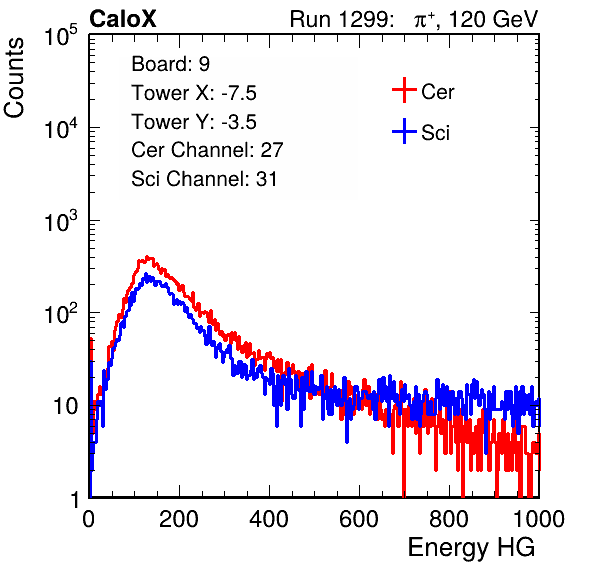 CaloX Run 1299: π⁺, 120 GeV
Counts
10⁵
10⁴
10³
10²
10
1
Board: 9
Tower X: -7.5
Tower Y: -3.5
Cer Channel: 27
Sci Channel: 31
Cer
Sci
0 200 400 600 800 1000
Energy HG